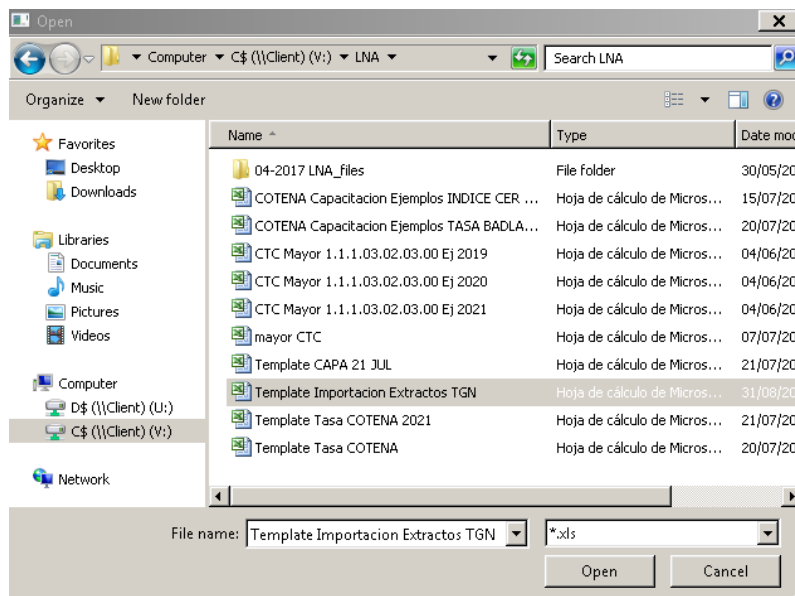 Open
Computer C$ (\\Client) (V:) LNA Search LNA
Organize New folder
Name Type Date mod
Favorites
Desktop
Downloads
Libraries
Documents
Music
Pictures
Videos
Computer
D$ (\\Client) (U:)
C$ (\\Client) (V:)
Network
04-2017 LNA_files File folder 30/05/20
COTENA Capacitacion Ejemplos INDICE CER ... Hoja de cálculo de Micros... 15/07/20
COTENA Capacitacion Ejemplos TASA BADLA... Hoja de cálculo de Micros... 20/07/20
CTC Mayor 1.1.1.03.02.03.00 Ej 2019 Hoja de cálculo de Micros... 04/06/20
CTC Mayor 1.1.1.03.02.03.00 Ej 2020 Hoja de cálculo de Micros... 04/06/20
CTC Mayor 1.1.1.03.02.03.00 Ej 2021 Hoja de cálculo de Micros... 04/06/20
mayor CTC Hoja de cálculo de Micros... 07/07/20
Template CAPA 21 JUL Hoja de cálculo de Micros... 21/07/20
Template Importacion Extractos TGN Hoja de cálculo de Micros... 31/08/20
Template Tasa COTENA 2021 Hoja de cálculo de Micros... 21/07/20
Template Tasa COTENA Hoja de cálculo de Micros... 20/07/20
File name: Template Importacion Extractos TGN *.xls
Open Cancel